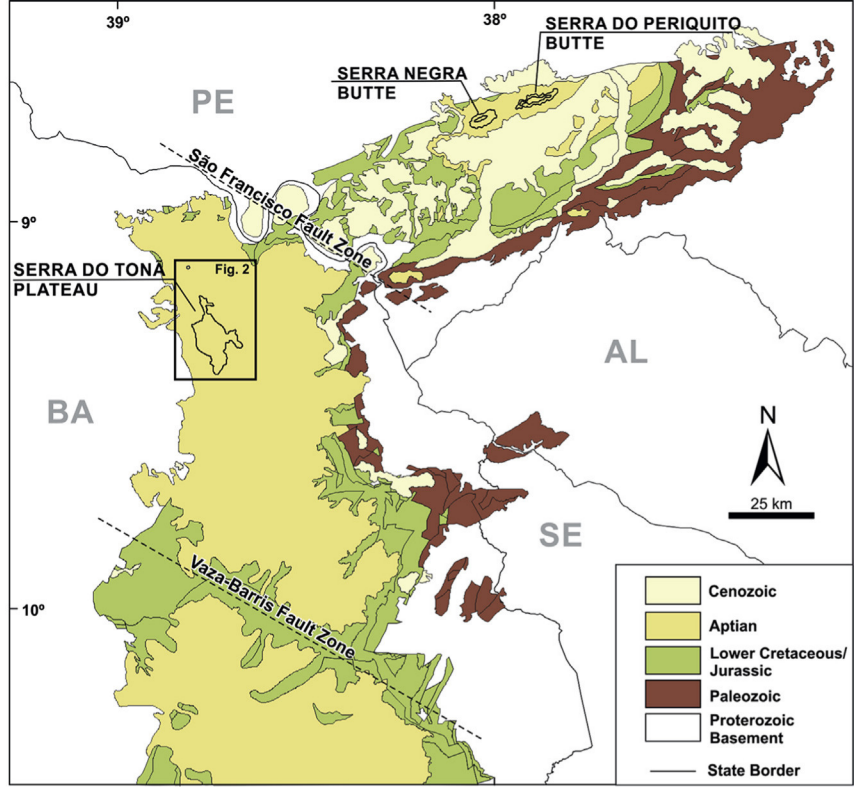 39º
38º
SERRA DO PERIQUITO
BUTTE
SERRA NEGRA
BUTTE
PE
São Francisco Fault Zone
9º
SERRA DO TONÃ
PLATEAU
Fig. 2
AL
BA
N
25 km
SE
Vaza-Barris Fault Zone
10º
Cenozoic
Aptian
Lower Cretaceous/
Jurassic
Paleozoic
Proterozoic
Basement
State Border